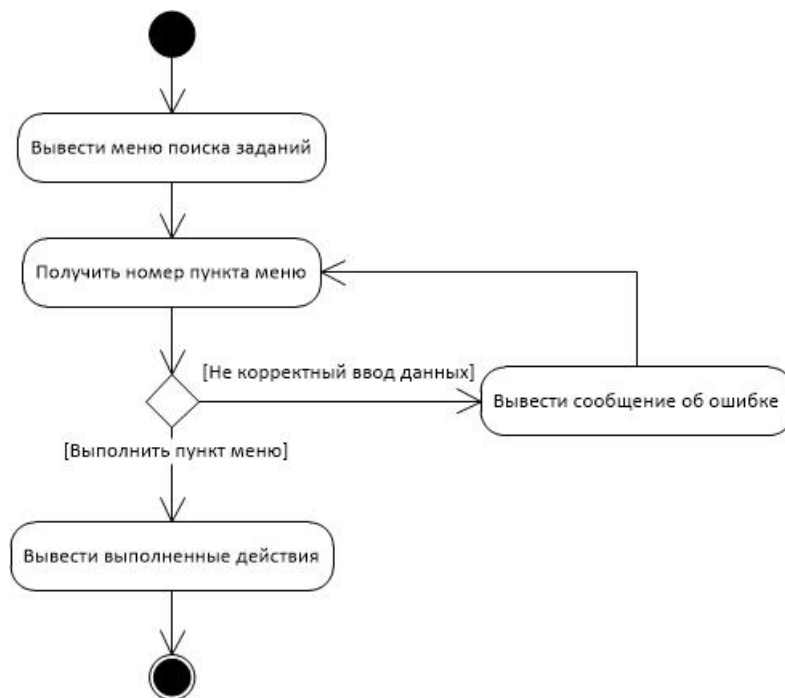 Вывести меню поиска заданий
Получить номер пункта меню
[Не корректный ввод данных]
Вывести сообщение об ошибке
[Выполнить пункт меню]
Вывести выполненные действия